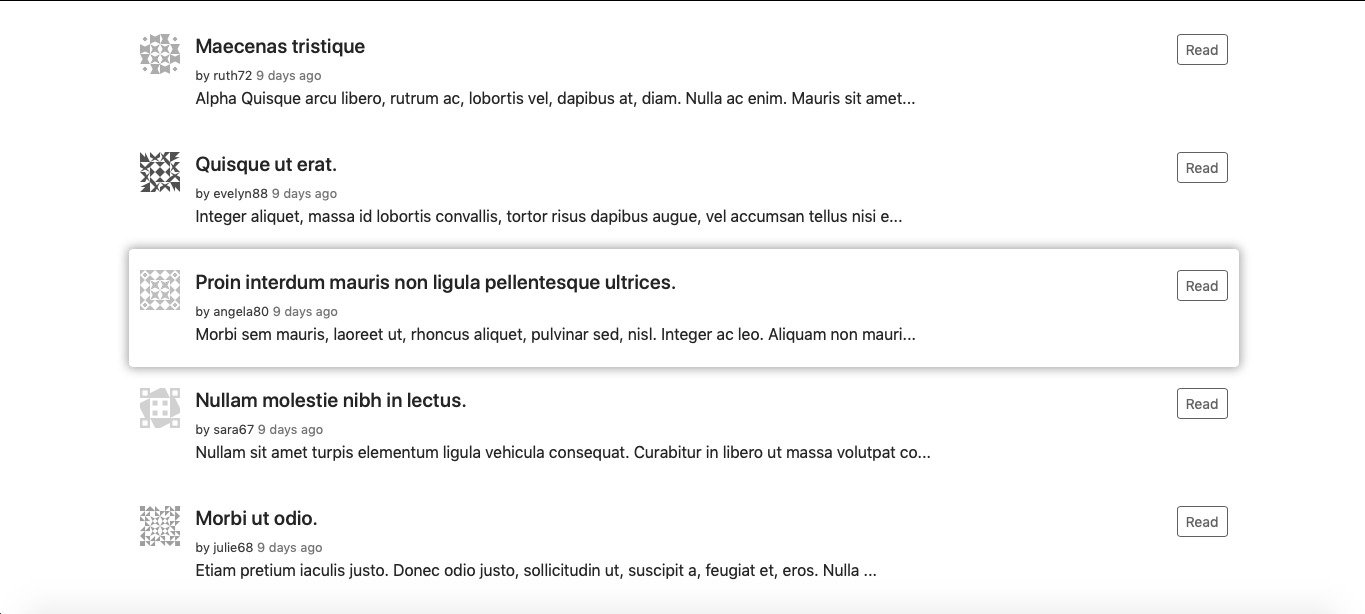 Maecenas tristique
Read
by ruth72 9 days ago
Alpha Quisque arcu libero, rutrum ac, lobortis vel, dapibus at, diam. Nulla ac enim. Mauris sit amet...
Quisque ut erat.
Read
by evelyn88 9 days ago
Integer aliquet, massa id lobortis convallis, tortor risus dapibus augue, vel accumsan tellus nisi e...
Proin interdum mauris non ligula pellentesque ultrices.
Read
by angela80 9 days ago
Morbi sem mauris, laoreet ut, rhoncus aliquet, pulvinar sed, nisl. Integer ac leo. Aliquam non mauri...
Nullam molestie nibh in lectus.
Read
by sara67 9 days ago
Nullam sit amet turpis elementum ligula vehicula consequat. Curabitur in libero ut massa volutpat co...
Morbi ut odio.
Read
by julie68 9 days ago
Etiam pretium iaculis justo. Donec odio justo, sollicitudin ut, suscipit a, feugiat et, eros. Nulla ...